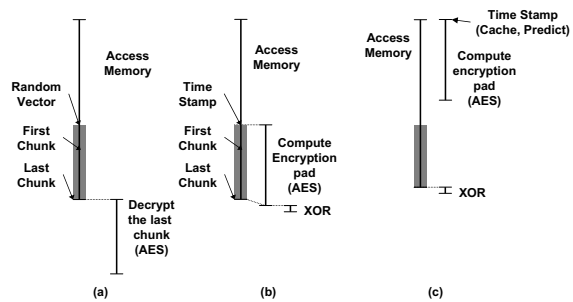 Access
Memory
Random
Vector
First
Chunk
Last
Chunk
Decrypt
the last
chunk
(AES)
(a)
Access
Memory
Time
Stamp
First
Chunk
Last
Chunk
Compute
Encryption
pad
(AES)
XOR
(b)
Time Stamp
(Cache, Predict)
Access
Memory
Compute
encryption
pad
(AES)
XOR
(c)